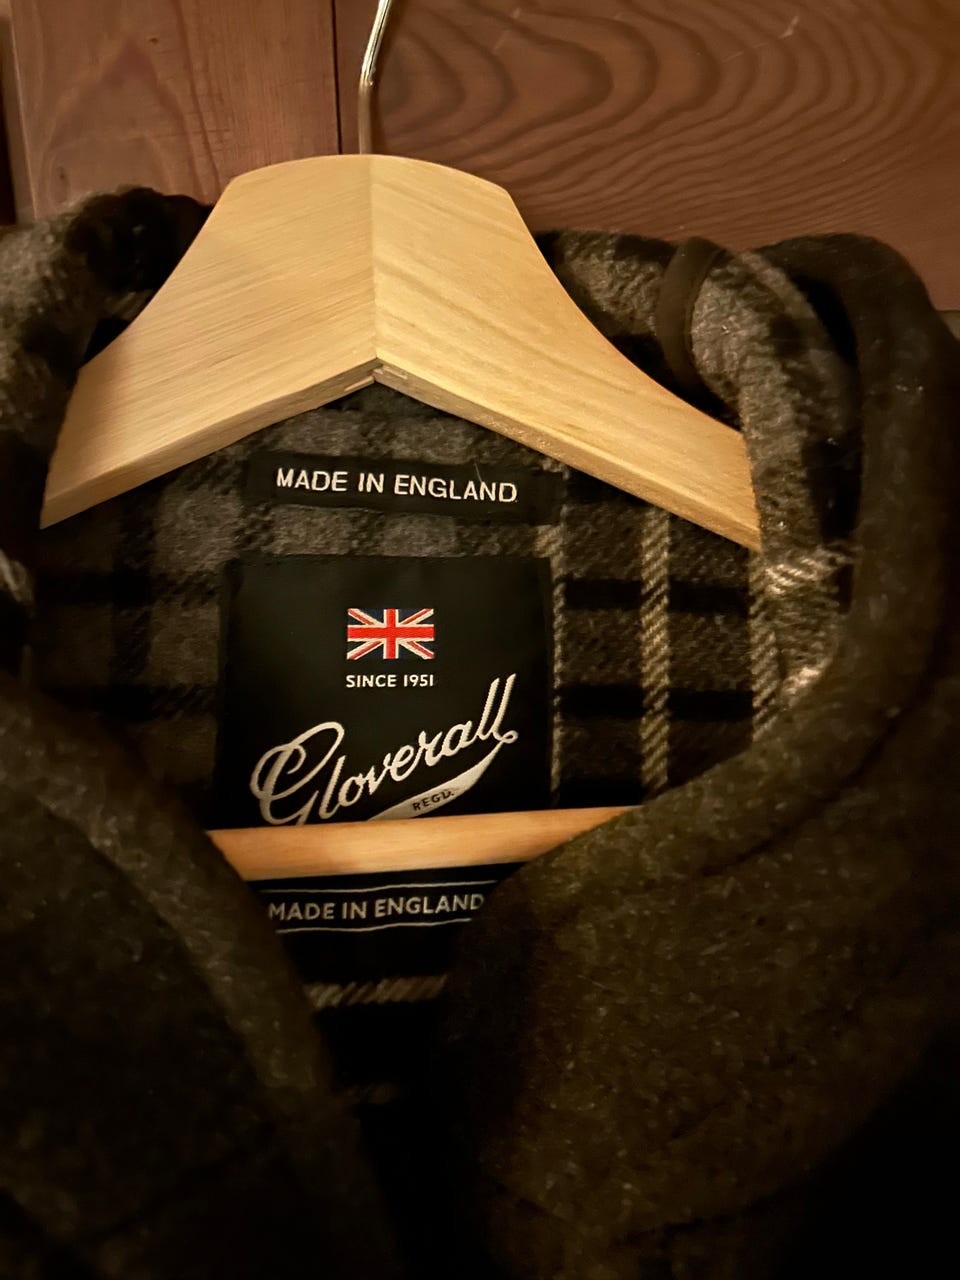 MADE IN ENGLAND
SINCE 1951
Gloverall
REGD.
MADE IN ENGLAND